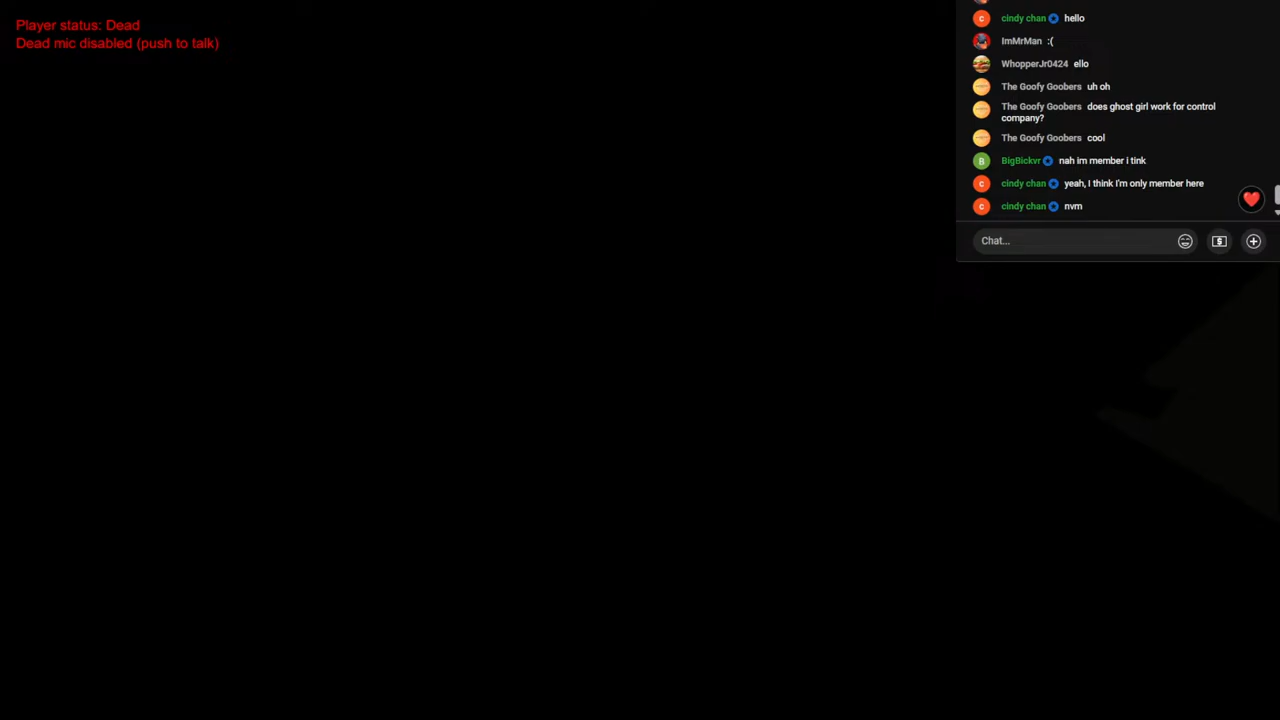 Player status: Dead
Dead mic disabled (push to talk)
cindy chan hello
ImMrMan :(
WhopperJr0424 ello
The Goofy Goobers uh oh
The Goofy Goobers does ghost girl work for control
company?
The Goofy Goobers cool
B BigBickvr nah im member i tink
c cindy chan yeah, I think I'm only member here
c cindy chan nvm
Chat...